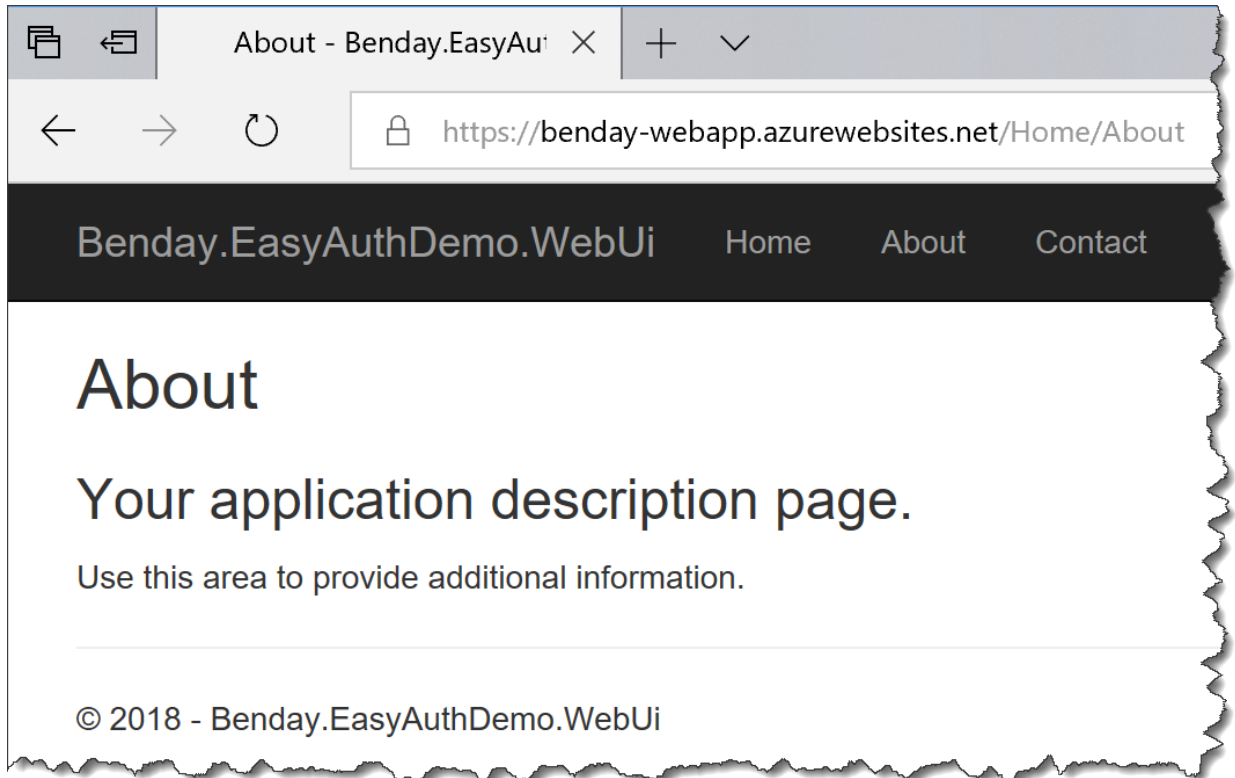 About - Benday.EasyAut
https://benday-webapp.azurewebsites.net/Home/About
Benday.EasyAuthDemo.WebUi Home About Contact
About
Your application description page.
Use this area to provide additional information.
© 2018 - Benday.EasyAuthDemo.WebUi